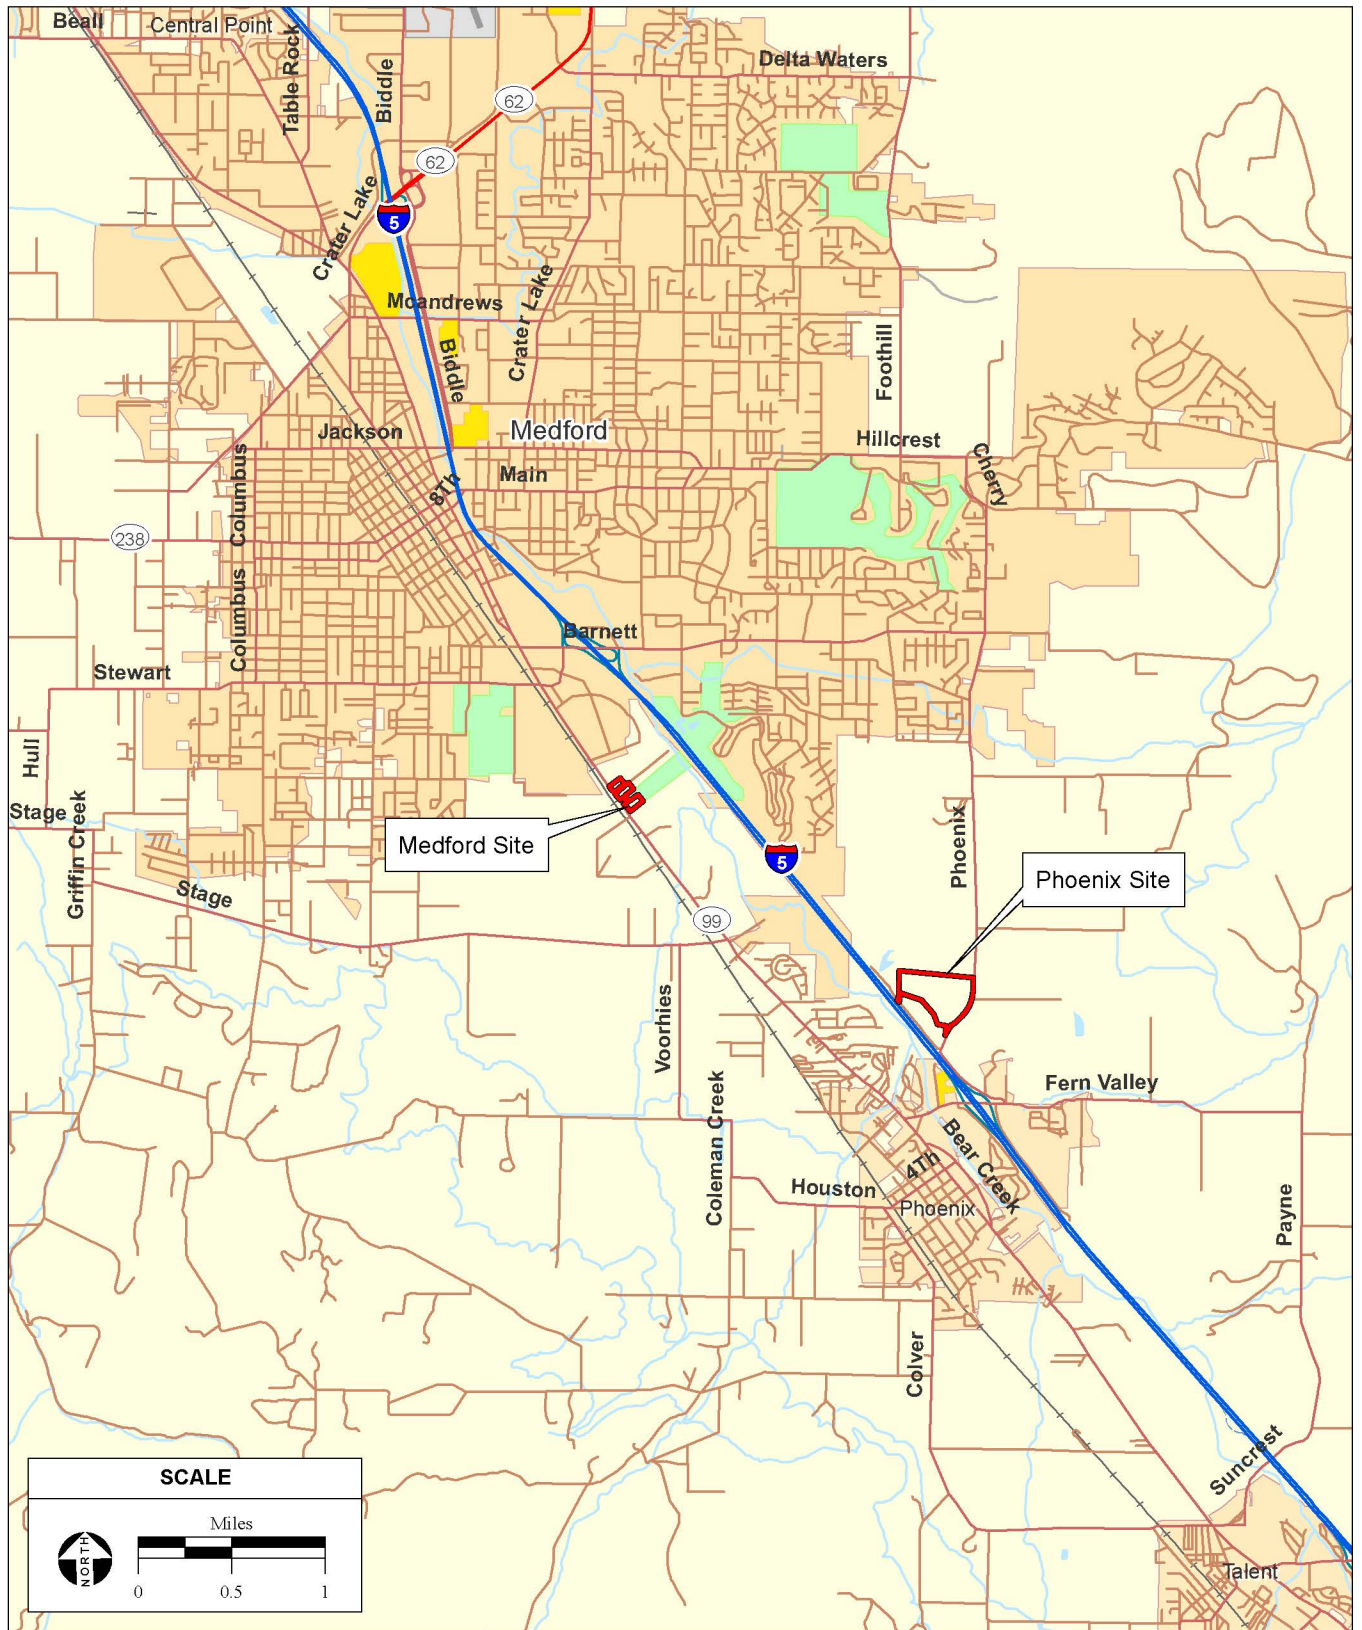 Beall
Central Point
Table Rock
Biddle
Delta Waters
62
62
Crater Lake
5
Mcandrews
Crater Lake
Biddle
Foothill
Jackson
Medford
Hillcrest
Columbus
8Th
Main
Cherry
238
Columbus
Barnett
Stewart
Hull
Stage
Griffin Creek
Medford Site
5
Phoenix
Phoenix Site
Stage
99
Voorhies
Fern Valley
Coleman Creek
Bear Creek
4Th
Houston
Phoenix
Payne
Colver
Suncrest
SCALE
Miles
NORTH
0 0.5 1
Talent